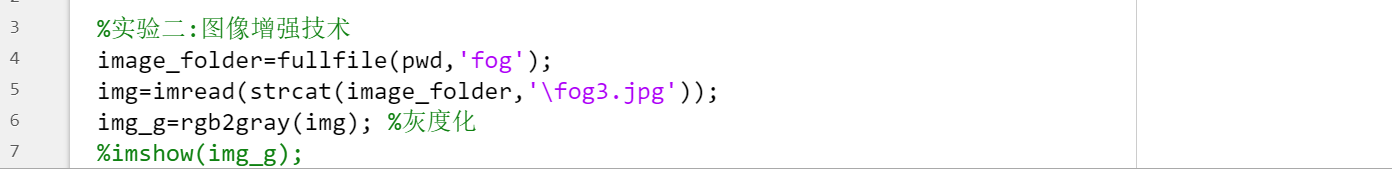 3 %实验二:图像增强技术
4 image_folder=fullfile(pwd,'fog');
5 img=imread(strcat(image_folder,'\fog3.jpg'));
6 img_g=rgb2gray(img); %灰度化
7 %imshow(img_g);